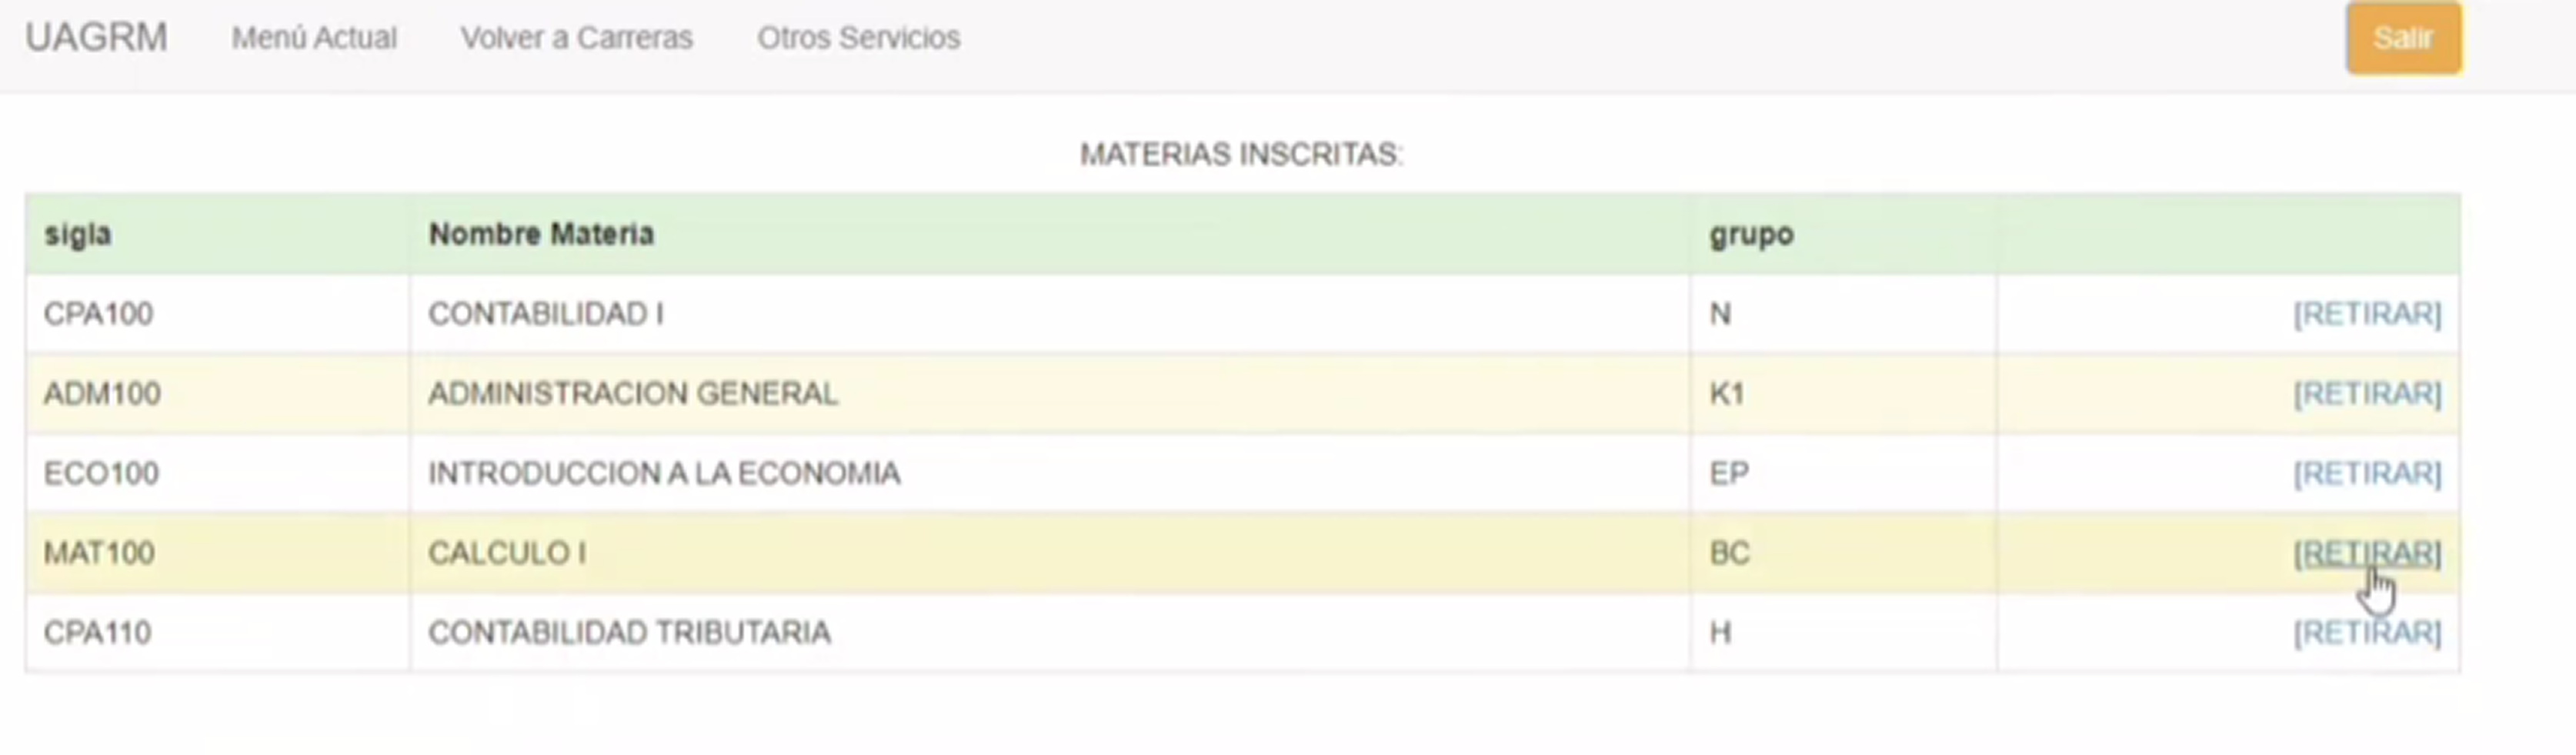 UAGRM Menú Actual Volver a Carreras Otros Servicios Salir
MATERIAS INSCRITAS:
sigla Nombre Materia grupo
CPA100 CONTABILIDAD I N [RETIRAR]
ADM100 ADMINISTRACION GENERAL K1 [RETIRAR]
ECO100 INTRODUCCION A LA ECONOMIA EP [RETIRAR]
MAT100 CALCULO I BC [RETIRAR]
CPA110 CONTABILIDAD TRIBUTARIA H [RETIRAR]